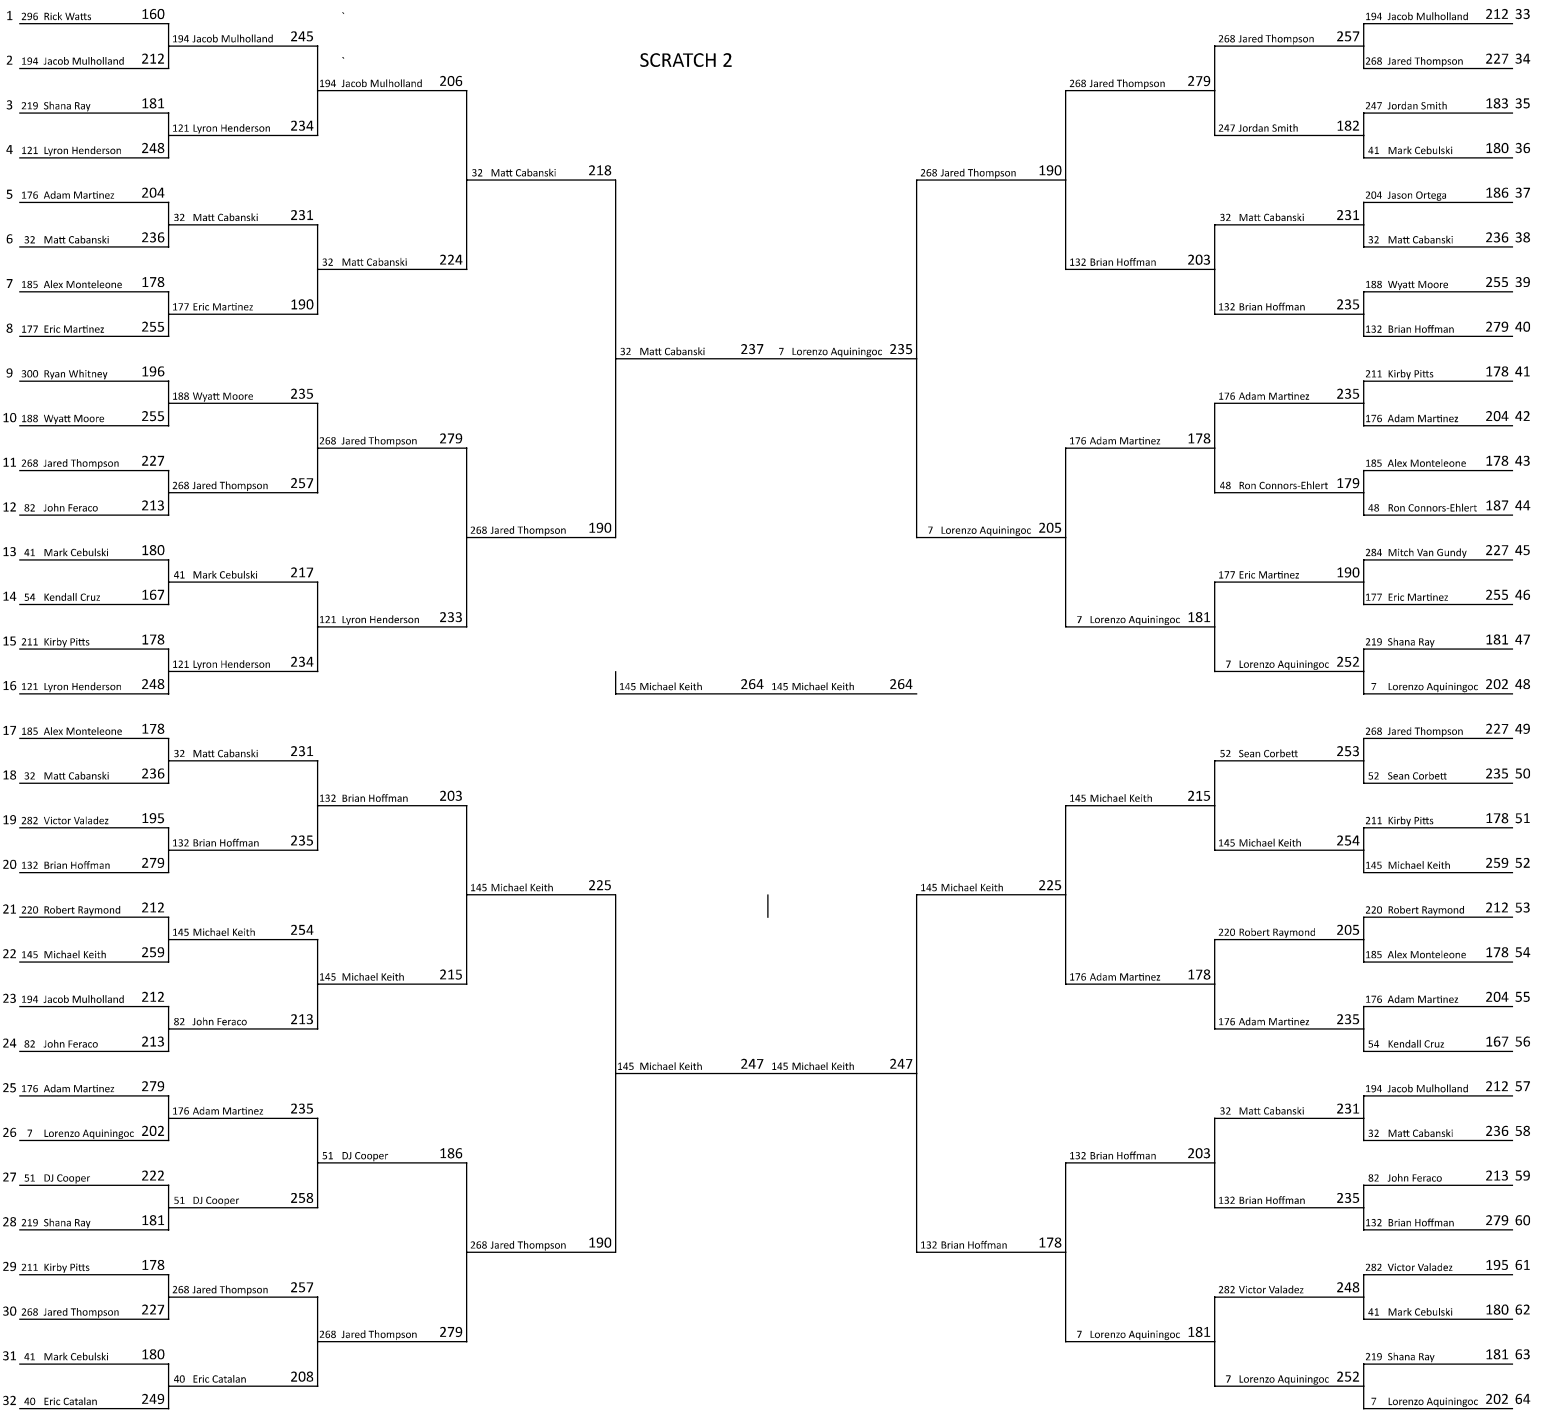 SCRATCH 2
1 296 Rick Watts 160
194 Jacob Mulholland 245
2 194 Jacob Mulholland 212
194 Jacob Mulholland 206
3 219 Shana Ray 181
121 Lyron Henderson 234
4 121 Lyron Henderson 248
32 Matt Cabanski 218
5 176 Adam Martinez 204
32 Matt Cabanski 231
6 32 Matt Cabanski 236
32 Matt Cabanski 224
7 185 Alex Monteleone 178
177 Eric Martinez 190
8 177 Eric Martinez 255
32 Matt Cabanski 237
9 300 Ryan Whitney 196
188 Wyatt Moore 235
10 188 Wyatt Moore 255
268 Jared Thompson 279
11 268 Jared Thompson 227
268 Jared Thompson 257
12 82 John Feraco 213
268 Jared Thompson 190
13 41 Mark Cebulski 180
41 Mark Cebulski 217
14 54 Kendall Cruz 167
121 Lyron Henderson 233
15 211 Kirby Pitts 178
121 Lyron Henderson 234
16 121 Lyron Henderson 248
145 Michael Keith 264
17 185 Alex Monteleone 178
32 Matt Cabanski 231
18 32 Matt Cabanski 236
132 Brian Hoffman 203
19 282 Victor Valadez 195
132 Brian Hoffman 235
20 132 Brian Hoffman 279
145 Michael Keith 225
21 220 Robert Raymond 212
145 Michael Keith 254
22 145 Michael Keith 259
145 Michael Keith 215
23 194 Jacob Mulholland 212
82 John Feraco 213
24 82 John Feraco 213
145 Michael Keith 247
25 176 Adam Martinez 279
176 Adam Martinez 235
26 7 Lorenzo Aquiningoc 202
51 DJ Cooper 186
27 51 DJ Cooper 222
51 DJ Cooper 258
28 219 Shana Ray 181
268 Jared Thompson 190
29 211 Kirby Pitts 178
268 Jared Thompson 257
30 268 Jared Thompson 227
268 Jared Thompson 279
31 41 Mark Cebulski 180
40 Eric Catalan 208
32 40 Eric Catalan 249
194 Jacob Mulholland 212 33
268 Jared Thompson 257
268 Jared Thompson 227 34
268 Jared Thompson 279
247 Jordan Smith 183 35
247 Jordan Smith 182
41 Mark Cebulski 180 36
268 Jared Thompson 190
204 Jason Ortega 186 37
32 Matt Cabanski 231
32 Matt Cabanski 236 38
132 Brian Hoffman 203
188 Wyatt Moore 255 39
132 Brian Hoffman 235
132 Brian Hoffman 279 40
7 Lorenzo Aquiningoc 235
211 Kirby Pitts 178 41
176 Adam Martinez 235
176 Adam Martinez 204 42
176 Adam Martinez 178
185 Alex Monteleone 178 43
48 Ron Connors-Ehlert 179
48 Ron Connors-Ehlert 187 44
7 Lorenzo Aquiningoc 205
284 Mitch Van Gundy 227 45
177 Eric Martinez 190
177 Eric Martinez 255 46
7 Lorenzo Aquiningoc 181
219 Shana Ray 181 47
7 Lorenzo Aquiningoc 252
7 Lorenzo Aquiningoc 202 48
145 Michael Keith 264
268 Jared Thompson 227 49
52 Sean Corbett 253
52 Sean Corbett 235 50
145 Michael Keith 215
211 Kirby Pitts 178 51
145 Michael Keith 254
145 Michael Keith 259 52
145 Michael Keith 225
220 Robert Raymond 212 53
220 Robert Raymond 205
185 Alex Monteleone 178 54
176 Adam Martinez 178
176 Adam Martinez 204 55
176 Adam Martinez 235
54 Kendall Cruz 167 56
145 Michael Keith 247
194 Jacob Mulholland 212 57
32 Matt Cabanski 231
32 Matt Cabanski 236 58
132 Brian Hoffman 203
82 John Feraco 213 59
132 Brian Hoffman 235
132 Brian Hoffman 279 60
132 Brian Hoffman 178
282 Victor Valadez 195 61
282 Victor Valadez 248
41 Mark Cebulski 180 62
7 Lorenzo Aquiningoc 181
219 Shana Ray 181 63
7 Lorenzo Aquiningoc 252
7 Lorenzo Aquiningoc 202 64